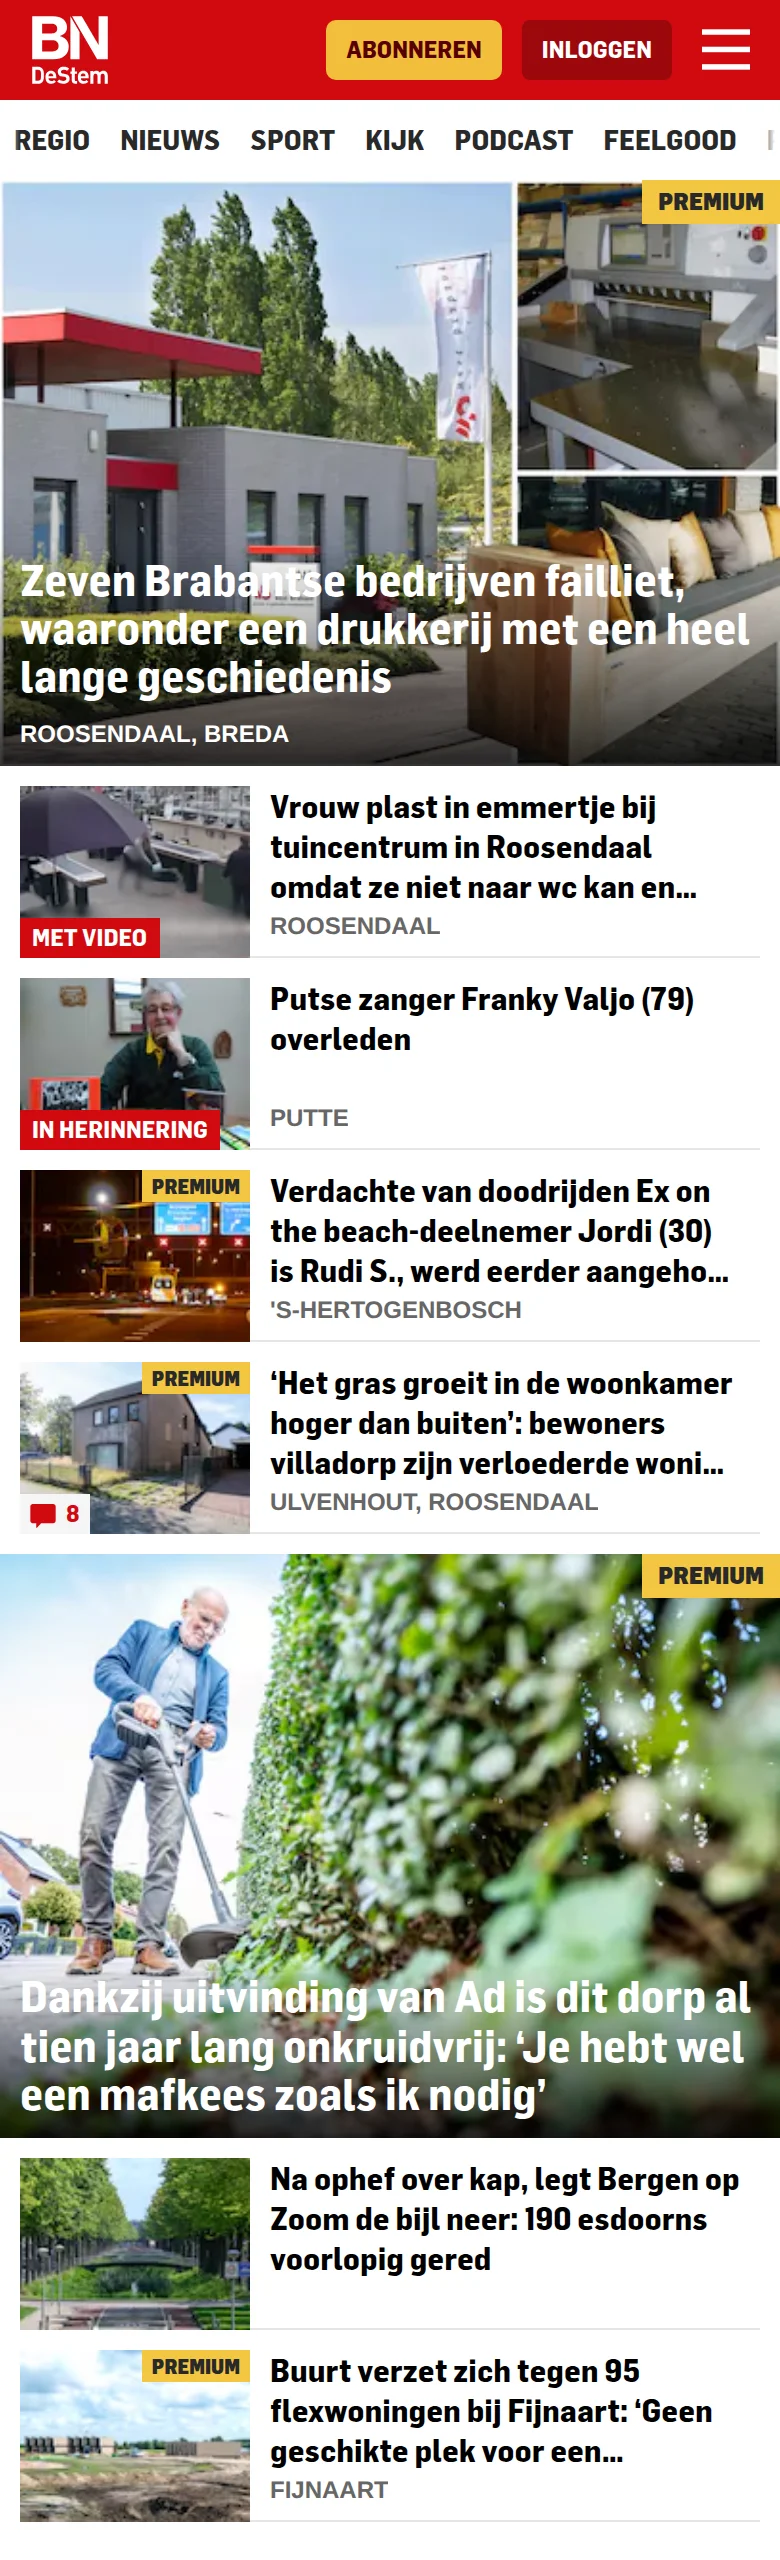 BN
DeStem
ABONNEREN
INLOGGEN
REGIO NIEUWS SPORT KIJK PODCAST FEELGOOD
PREMIUM
Zeven Brabantse bedrijven failliet,
waaronder een drukkerij met een heel
lange geschiedenis
ROOSENDAAL, BREDA
Vrouw plast in emmertje bij
tuincentrum in Roosendaal
omdat ze niet naar wc kan en...
MET VIDEO
ROOSENDAAL
Putse zanger Franky Valjo (79)
overleden
IN HERINNERING
PUTTE
PREMIUM
Verdachte van doodrijden Ex on
the beach-deelnemer Jordi (30)
is Rudi S., werd eerder aangeho...
'S-HERTOGENBOSCH
PREMIUM
‘Het gras groeit in de woonkamer
hoger dan buiten’: bewoners
villadorp zijn verloederde woni...
8
ULVENHOUT, ROOSENDAAL
PREMIUM
Dankzij uitvinding van Ad is dit dorp al
tien jaar lang onkruidvrij: ‘Je hebt wel
een mafkees zoals ik nodig’
Na ophef over kap, legt Bergen op
Zoom de bijl neer: 190 esdoorns
voorlopig gered
PREMIUM
Buurt verzet zich tegen 95
flexwoningen bij Fijnaart: ‘Geen
geschikte plek voor een...
FIJNAART